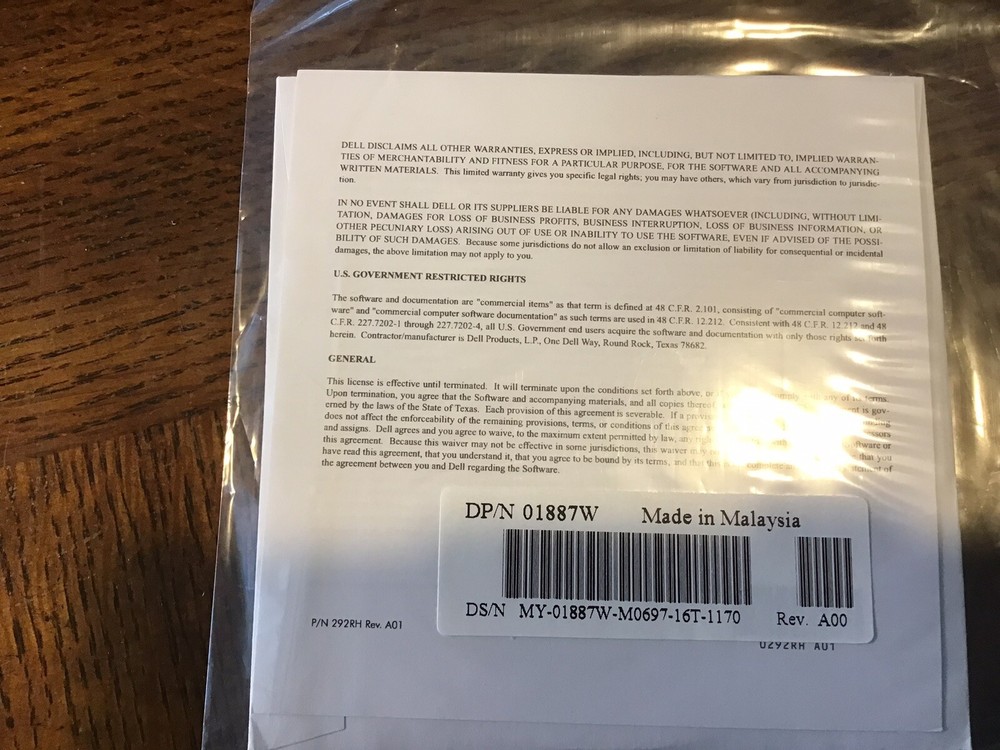 DELL DISCLAIMS ALL OTHER WARRANTIES, EXPRESS OR IMPLIED, INCLUDING, BUT NOT LIMITED TO, IMPLIED WARRAN-
TIES OF MERCHANTABILITY AND FITNESS FOR A PARTICULAR PURPOSE, FOR THE SOFTWARE AND ALL ACCOMPANYING
WRITTEN MATERIALS. This limited warranty gives you specific legal rights; you may have others, which vary from jurisdiction to jurisdic-
tion.
IN NO EVENT SHALL DELL OR ITS SUPPLIERS BE LIABLE FOR ANY DAMAGES WHATSOEVER (INCLUDING, WITHOUT LIMI-
TATION, DAMAGES FOR LOSS OF BUSINESS PROFITS, BUSINESS INTERRUPTION, LOSS OF BUSINESS INFORMATION, OR
OTHER PECUNIARY LOSS) ARISING OUT OF USE OR INABILITY TO USE THE SOFTWARE, EVEN IF ADVISED OF THE POSSI-
BILITY OF SUCH DAMAGES. Because some jurisdictions do not allow an exclusion or limitation of liability for consequential or incidental
damages, the above limitation may not apply to you.
U.S. GOVERNMENT RESTRICTED RIGHTS
The software and documentation are "commercial items" as that term is defined at 48 C.F.R. 2.101, consisting of "commercial computer soft-
ware" and "commercial computer software documentation" as such terms are used in 48 C.F.R. 12.212. Consistent with 48 C.F.R. 12.212 and 48
C.F.R. 227.7202-1 through 227.7202-4, all U.S. Government end users acquire the software and documentation with only those rights set forth
herein. Contractor/manufacturer is Dell Products, L.P., One Dell Way, Round Rock, Texas 78682.
GENERAL
This license is effective until terminated. It will terminate upon the conditions set forth above, or any of its terms.
Upon termination, you agree that the Software and accompanying materials, and all copies thereof is gov-
erned by the laws of the State of Texas. Each provision of this agreement is severable. If a
does not affect the enforceability of the remaining provisions, terms, or conditions of this
and assigns. Dell agrees and you agree to waive, to the maximum extent permitted by law, any
this agreement. Because this waiver may not be effective in some jurisdictions, this waiver that you
have read this agreement, that you understand it, that you agree to be bound by its terms, and that of
the agreement between you and Dell regarding the Software.
DP/N 01887W Made in Malaysia
DS/N MY-01887W-M0697-16T-1170 Rev. A00
P/N 292RH Rev. A01
0292RH A01